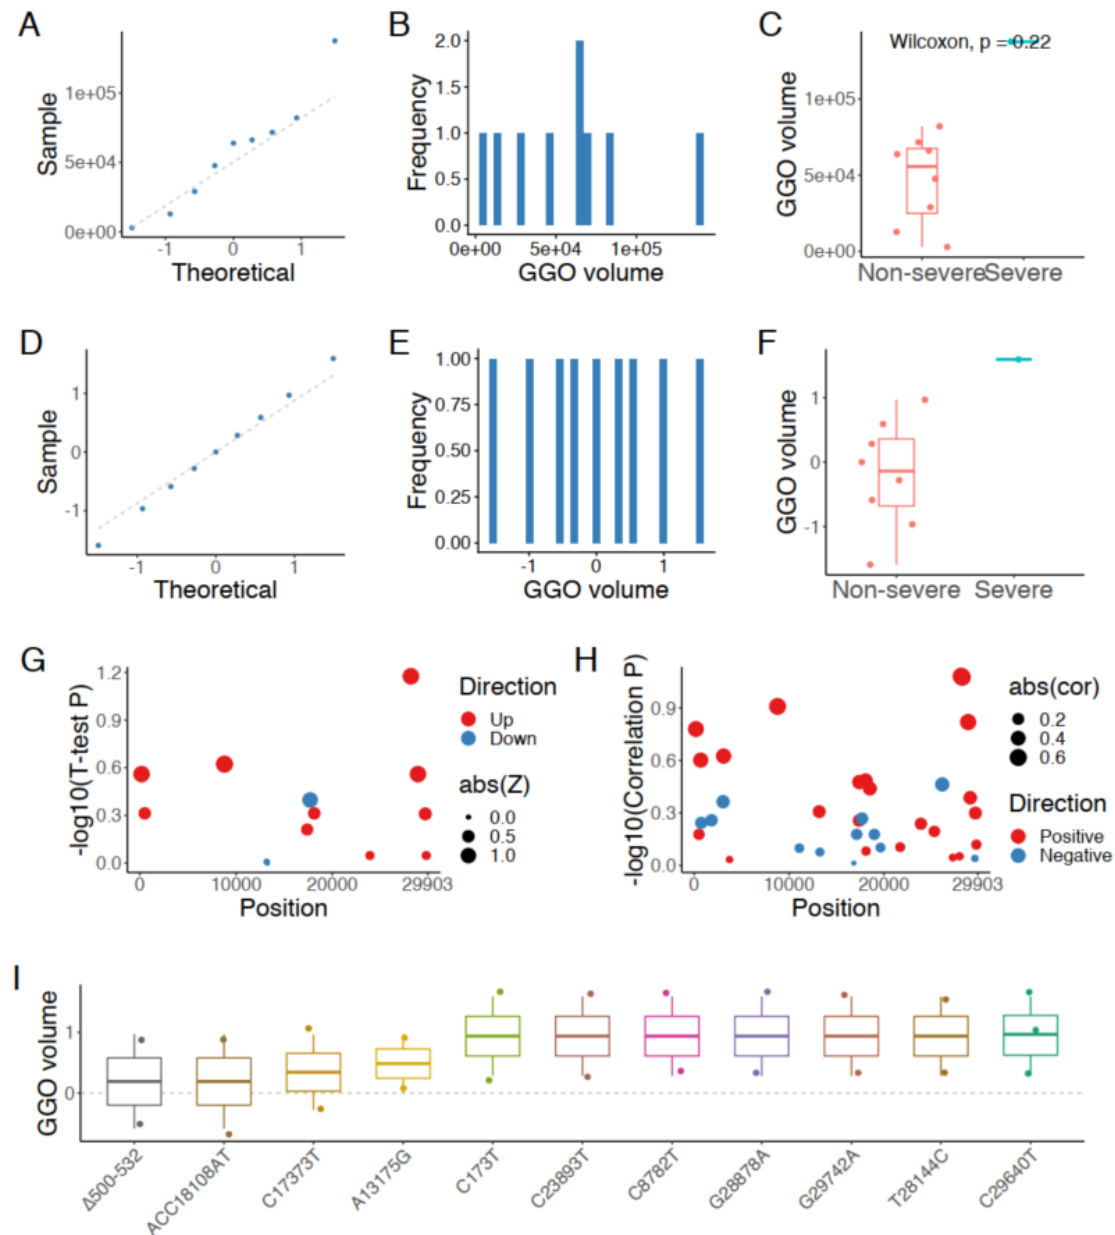 A
Sample
1e+05
5e+04
0e+00
-1 0 1
Theoretical
B
Frequency
2.0
1.5
1.0
0.5
0.0
0e+00 5e+04 1e+05
GGO volume
C
Wilcoxon, p = 0.22
GGO volume
1e+05
5e+04
0e+00
Non-severe Severe
D
Sample
1
0
-1
-1 0 1
Theoretical
E
Frequency
1.00
0.75
0.50
0.25
0.00
-1 0 1
GGO volume
F
GGO volume
1
0
-1
Non-severe Severe
G
-log10(T-test P)
1.2
0.9
0.6
0.3
0.0
0 10000 20000 29903
Position
Direction
Up
Down
abs(Z)
0.0
0.5
1.0
H
-log10(Correlation P)
0.9
0.6
0.3
0.0
0 10000 20000 29903
Position
abs(cor)
0.2
0.4
0.6
Direction
Positive
Negative
I
GGO volume
1
0
Δ500-532
ACC18108AT
C17373T
A13175G
C173T
C23893T
C8782T
G28878A
G29742A
T28144C
C29640T